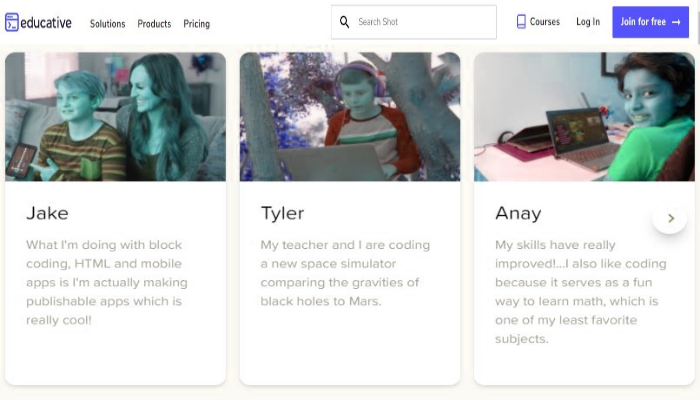 educative
Solutions
Products
Pricing
Search Shot
Courses
Log In
Join for free →
Jake
What I'm doing with block
coding, HTML and mobile
apps is I'm actually making
publishable apps which is
really cool!
Tyler
My teacher and I are coding
a new space simulator
comparing the gravities of
black holes to Mars.
Anay
My skills have really
improved!...I also like coding
because it serves as a fun
way to learn math, which is
one of my least favorite
subjects.